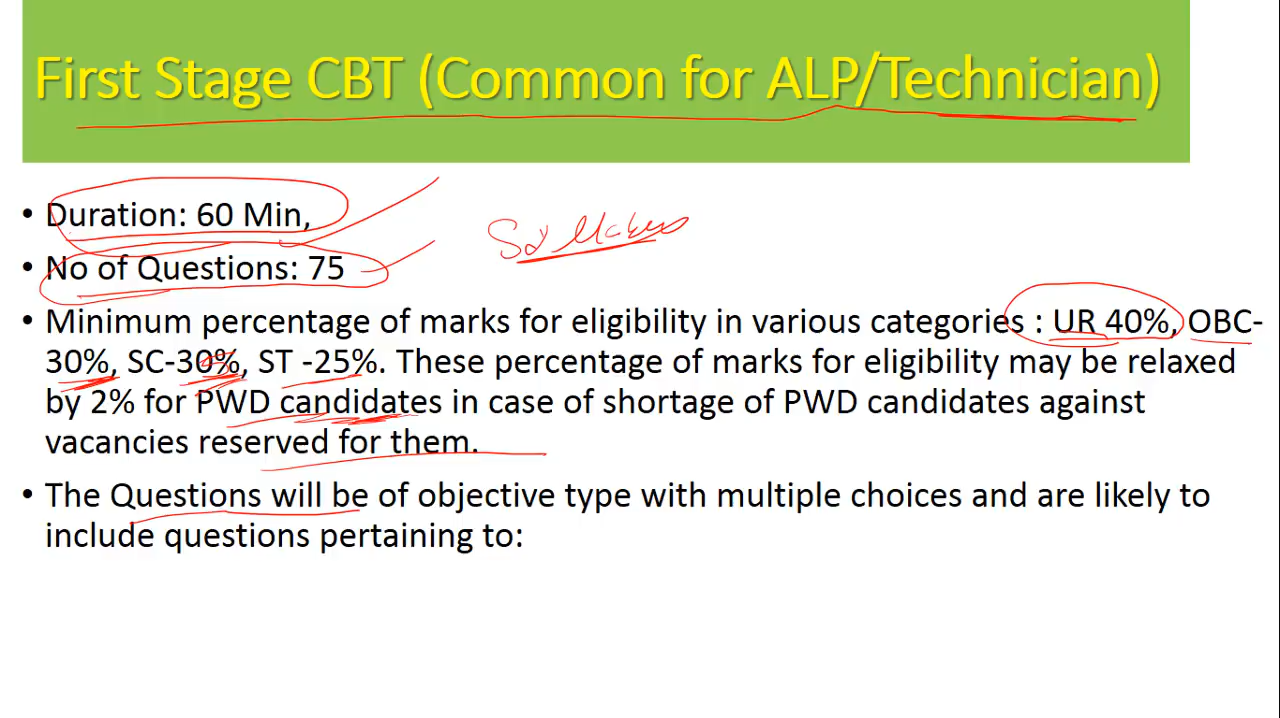 First Stage CBT (Common for ALP/Technician)
• Duration: 60 Min,
• No of Questions: 75
• Minimum percentage of marks for eligibility in various categories : UR 40%, OBC-
30%, SC-30%, ST -25%. These percentage of marks for eligibility may be relaxed
by 2% for PWD candidates in case of shortage of PWD candidates against
vacancies reserved for them.
• The Questions will be of objective type with multiple choices and are likely to
include questions pertaining to: